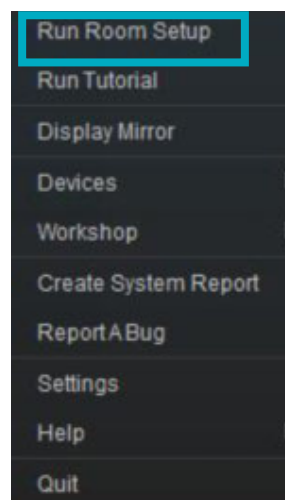 Run Room Setup
Run Tutorial
Display Mirror
Devices
Workshop
Create System Report
Report A Bug
Settings
Help
Quit